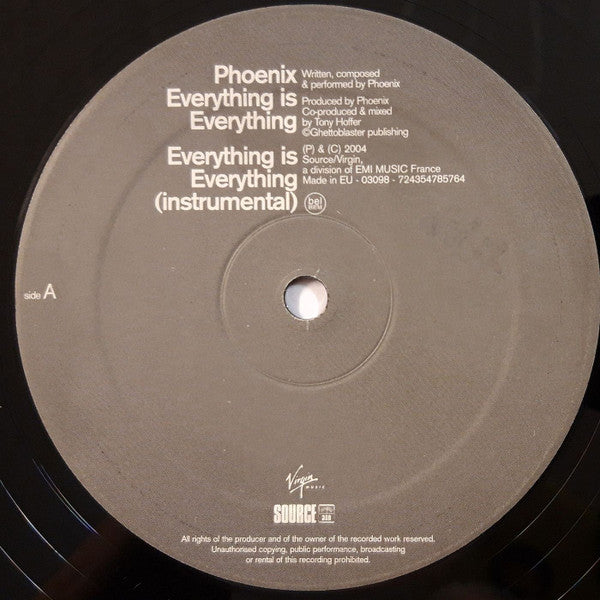 Phoenix
Everything is
Everything
Everything is
Everything
(instrumental)
Written, composed
& performed by Phoenix
Produced by Phoenix
Co-produced & mixed
by Tony Hoffer
©Ghettoblaster publishing
(P) & (C) 2004
Source/Virgin,
a division of EMI MUSIC France
Made in EU - 03098 - 724354785764
bel
BIEM
side A
Virgin
MUSIC
SOURCE
All rights of the producer and of the owner of the recorded work reserved.
Unauthorised copying, public performance, broadcasting
or rental of this recording prohibited.